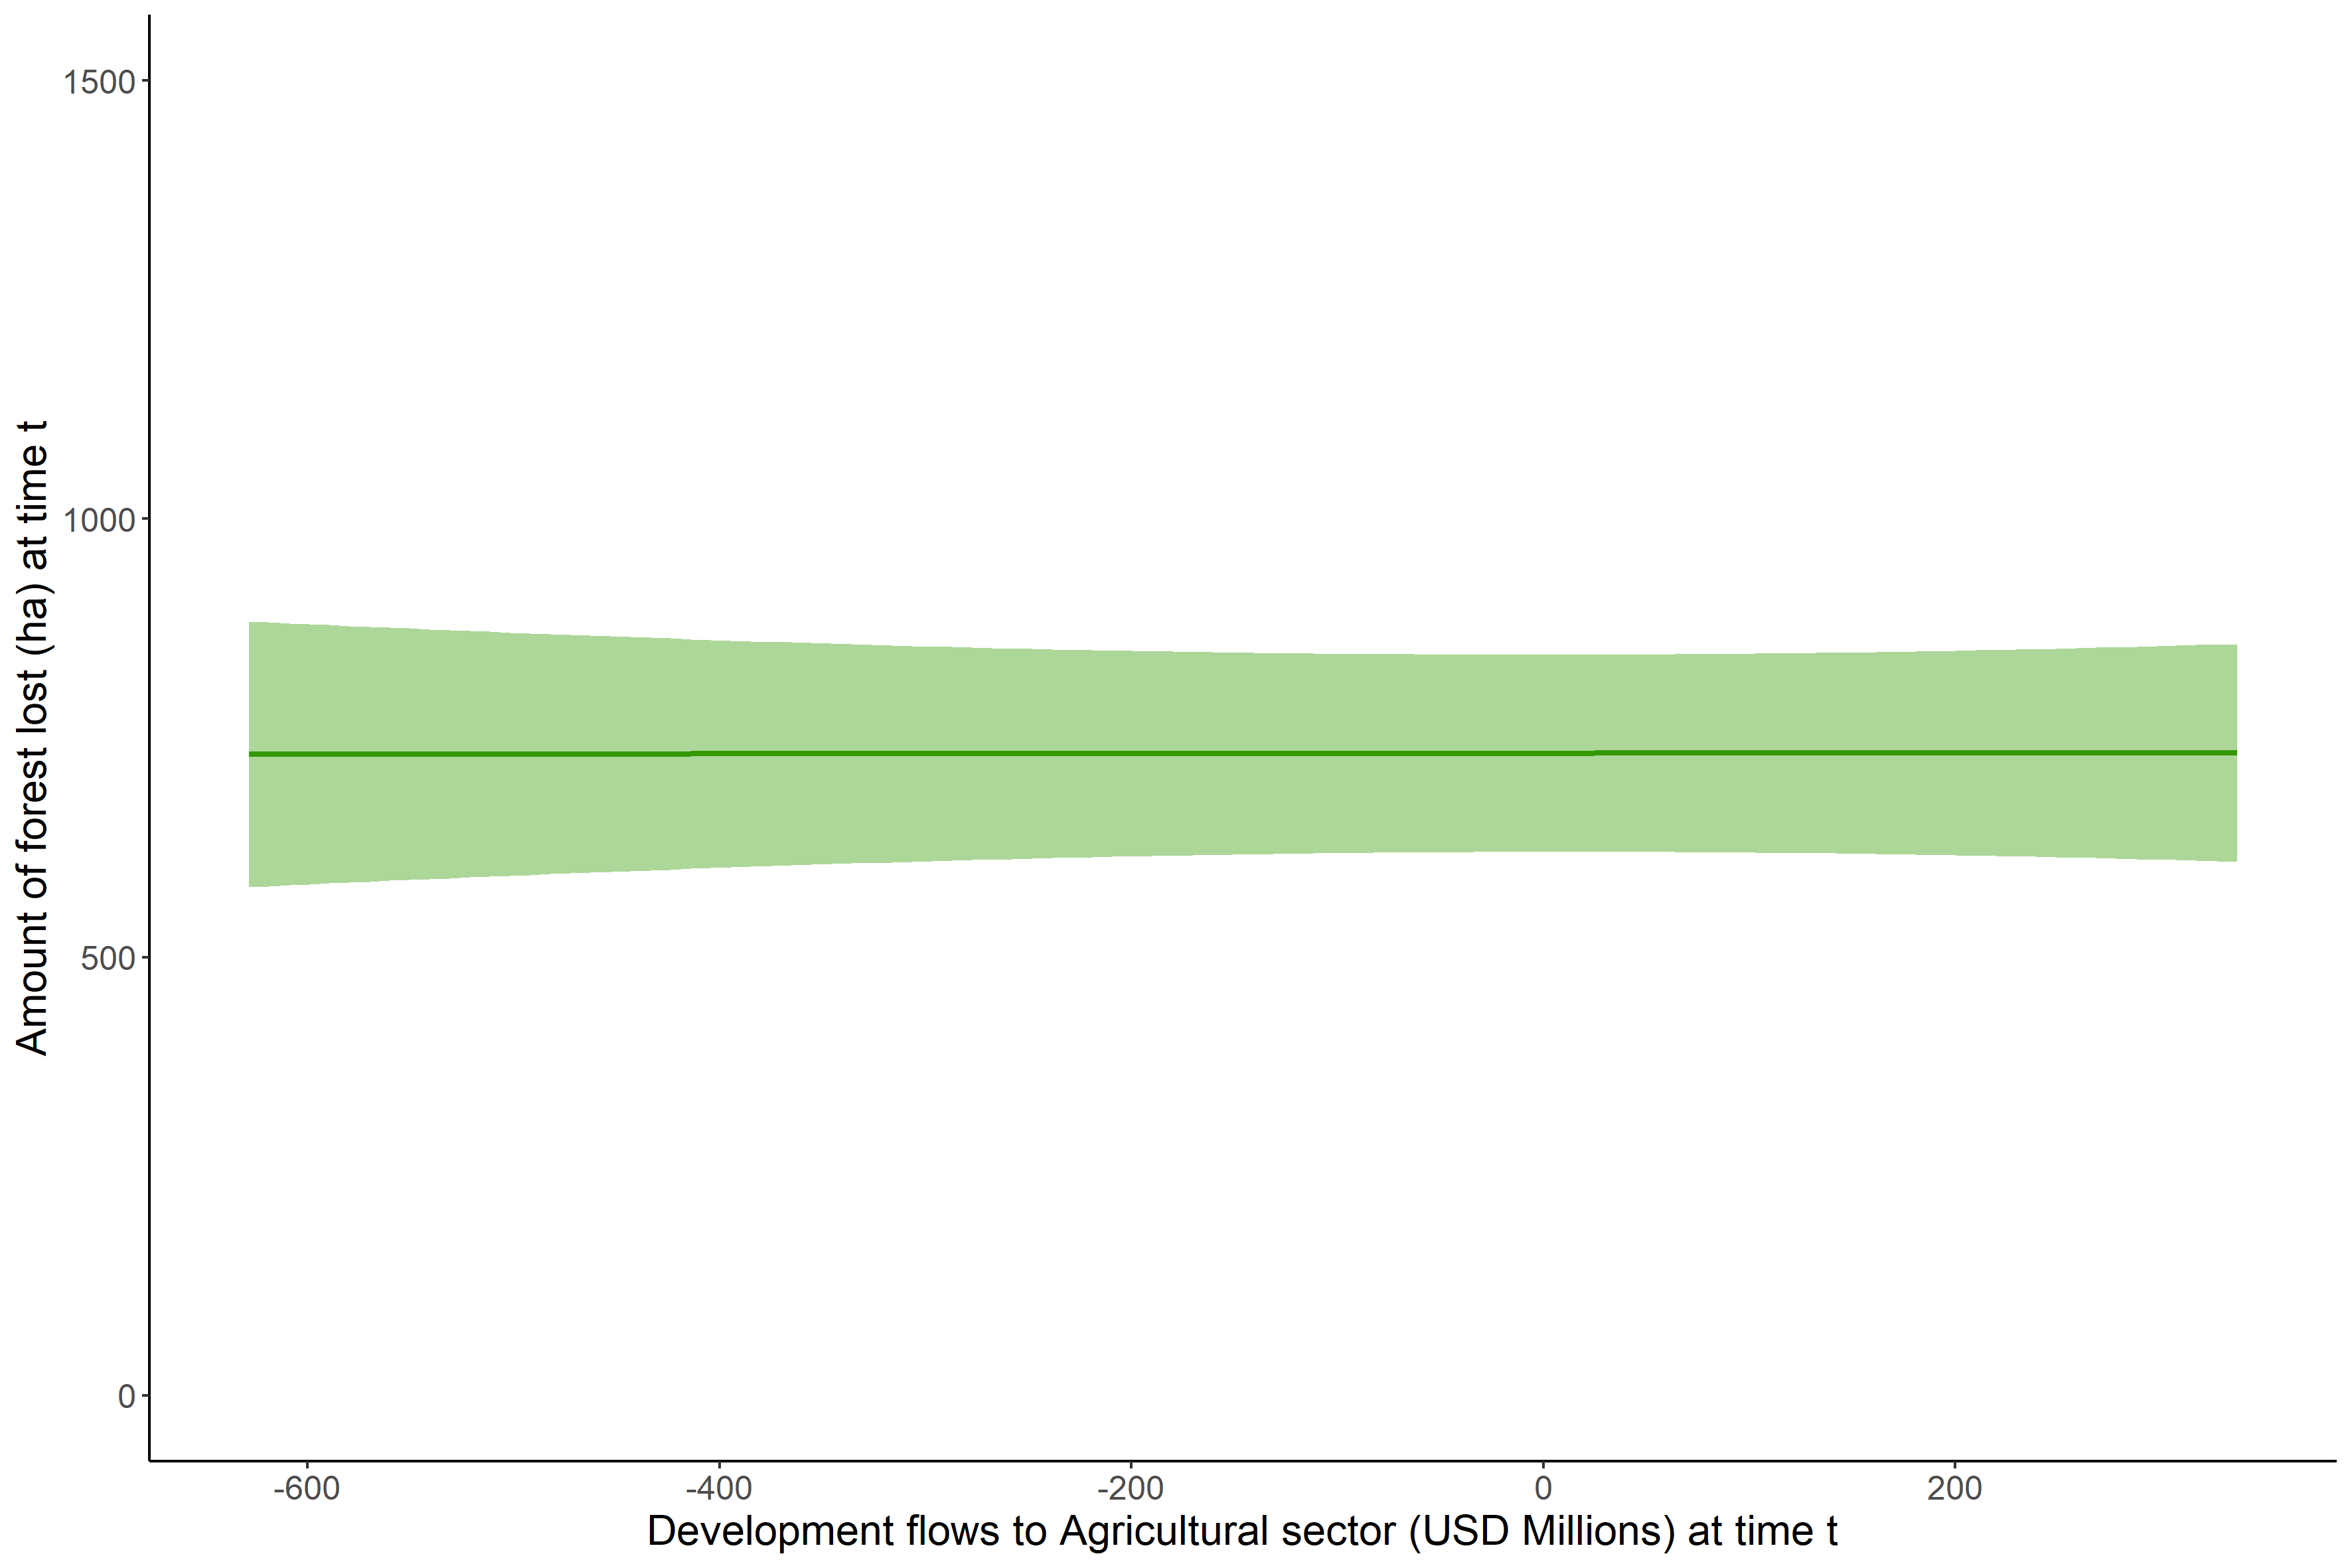 Amount of forest lost (ha) at time t
1500
1000
500
0
-600 -400 -200 0 200
Development flows to Agricultural sector (USD Millions) at time t